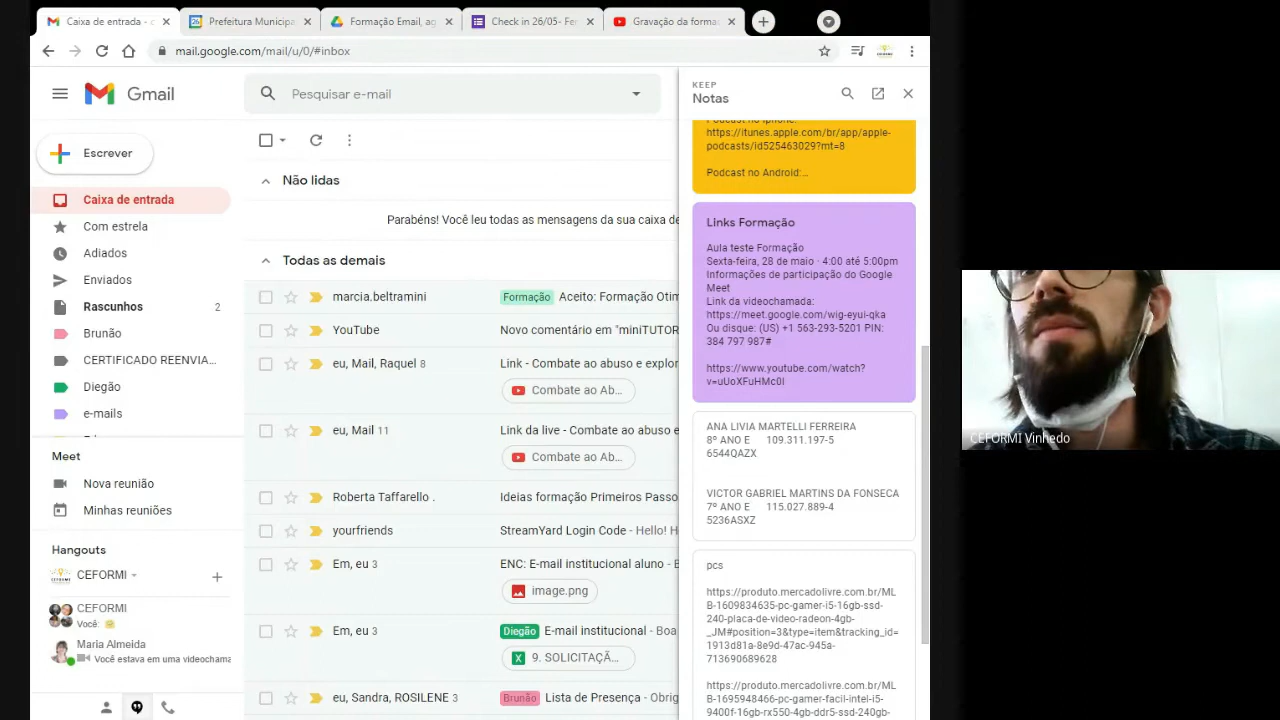 Caixa de entrada - c
Prefeitura Municipa
Formação Email, ag
Check in 26/05- Fer
Gravação da forma
mail.google.com/mail/u/0/#inbox
Gmail
Pesquisar e-mail
KEEP
Notas
Escrever
Caixa de entrada
Com estrela
Adiados
Enviados
Rascunhos 2
Brunão
CERTIFICADO REENVIA...
Diegão
e-mails
Meet
Nova reunião
Minhas reuniões
Hangouts
CEFORMI
CEFORMI
Você:
Maria Almeida
Você estava em uma videochama
Não lidas
Parabéns! Você leu todas as mensagens da sua caixa de
Todas as demais
marcia.beltramini Formação Aceito: Formação Otim
YouTube Novo comentário em "miniTUTOR
eu, Mail, Raquel 8 Link - Combate ao abuso e explor
Combate ao Ab...
eu, Mail 11 Link da live - Combate ao abuso e
Combate ao Ab...
Roberta Taffarello . Ideias formação Primeiros Passo
yourfriends StreamYard Login Code - Hello! H
Em, eu 3 ENC: E-mail institucional aluno - B
image.png
Em, eu 3 Diegão E-mail institucional - Boa
9. SOLICITAÇÃ...
eu, Sandra, ROSILENE 3 Brunão Lista de Presença - Obrig
https://itunes.apple.com/br/app/apple-
podcasts/id525463029?mt=8
Podcast no Android:...
Links Formação
Aula teste Formação
Sexta-feira, 28 de maio · 4:00 até 5:00pm
Informações de participação do Google
Meet
Link da videochamada:
https://meet.google.com/wig-eyui-qka
Ou disque: (US) +1 563-293-5201 PIN:
384 797 987#
https://www.youtube.com/watch?
v=uUoXFuHMc0I
ANA LIVIA MARTELLI FERREIRA
8º ANO E 109.311.197-5
6544QAZX
VICTOR GABRIEL MARTINS DA FONSECA
7º ANO E 115.027.889-4
5236ASXZ
pcs
https://produto.mercadolivre.com.br/ML
B-1609834635-pc-gamer-i5-16gb-ssd-
240-placa-de-video-radeon-4gb-
_JM#position=3&type=item&tracking_id=
1913d81a-8e9d-47ac-945a-
713690689628
https://produto.mercadolivre.com.br/ML
B-1695948466-pc-gamer-facil-intel-i5-
9400f-16gb-rx550-4gb-ddr5-ssd-240gb-
CEFORMI Vinhedo